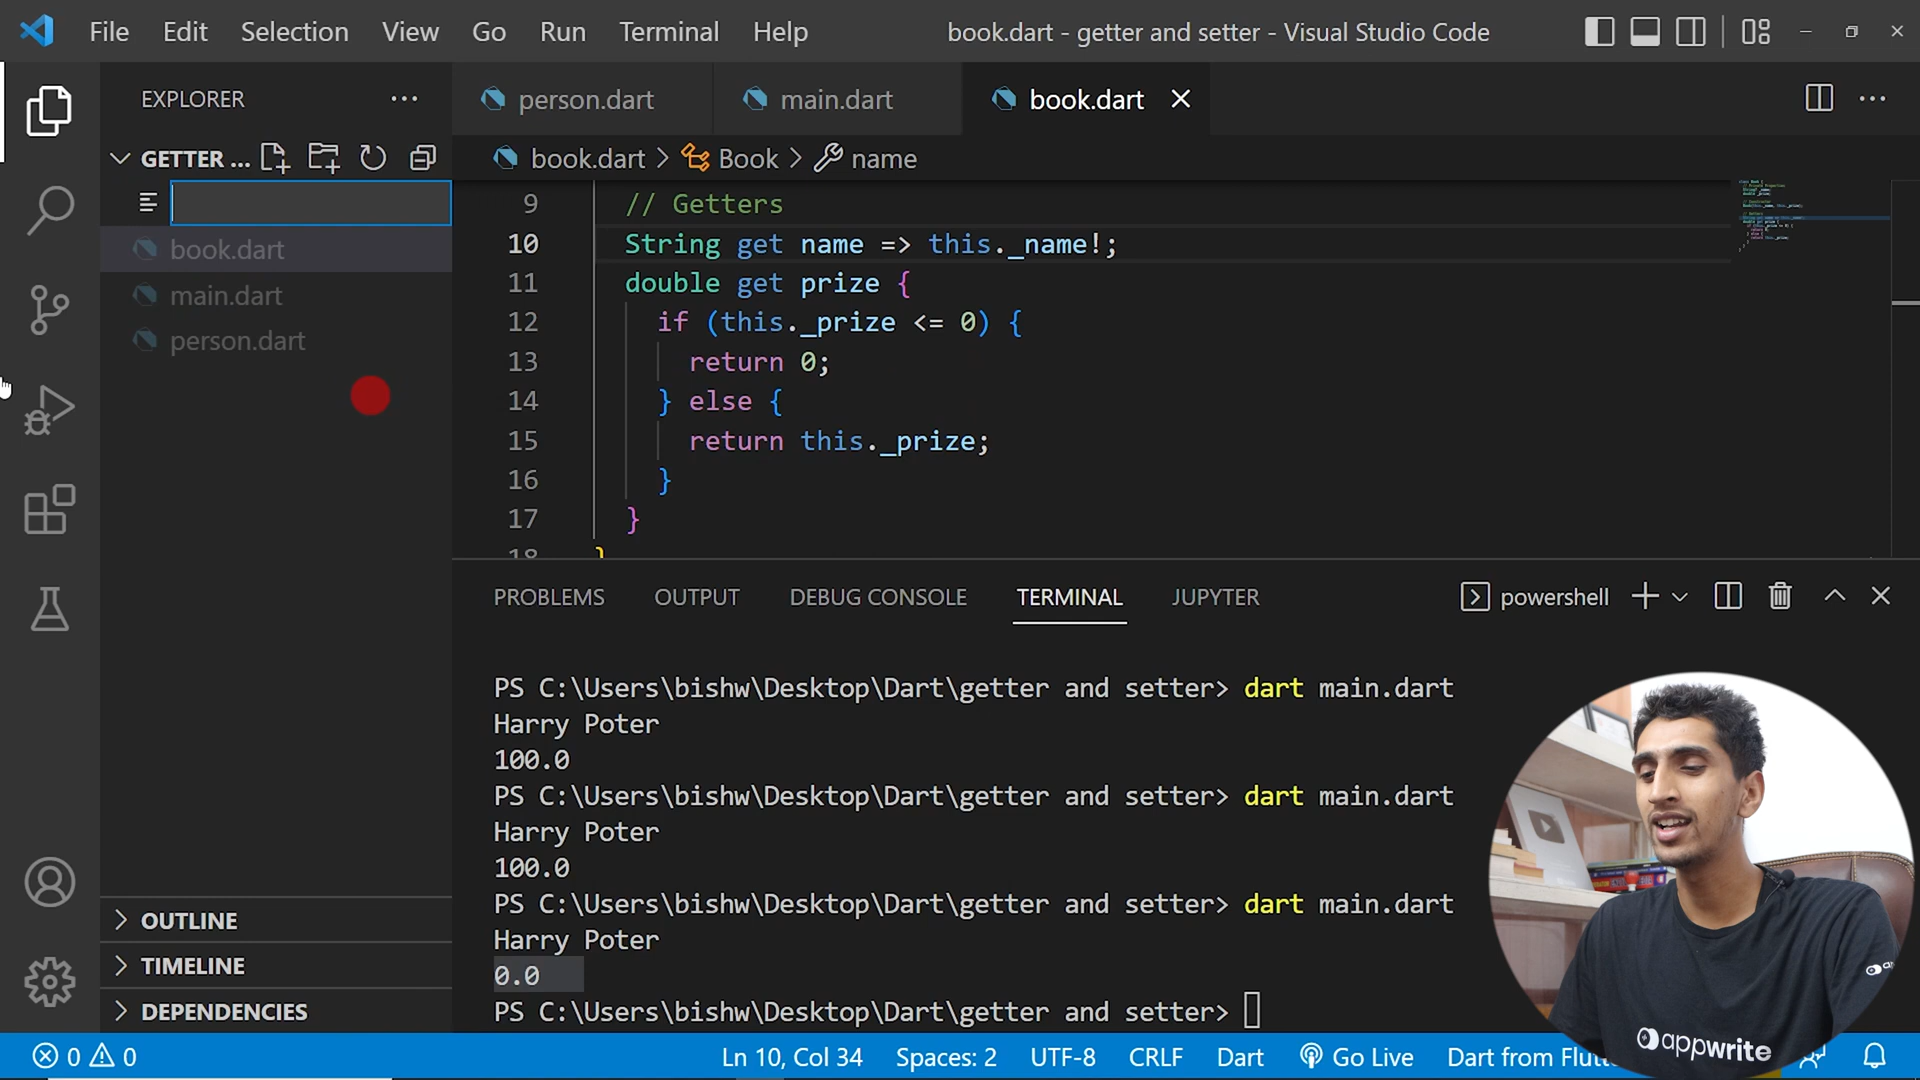 File Edit Selection View Go Run Terminal Help
book.dart - getter and setter - Visual Studio Code
EXPLORER
GETTER ...
book.dart
main.dart
person.dart
OUTLINE
TIMELINE
DEPENDENCIES
person.dart main.dart book.dart
book.dart > Book > name
9 // Getters
10 String get name => this._name!;
11 double get prize {
12 if (this._prize <= 0) {
13 return 0;
14 } else {
15 return this._prize;
16 }
17 }
18 }
PROBLEMS OUTPUT DEBUG CONSOLE TERMINAL JUPYTER
powershell
PS C:\Users\bishw\Desktop\Dart\getter and setter> dart main.dart
Harry Poter
100.0
PS C:\Users\bishw\Desktop\Dart\getter and setter> dart main.dart
Harry Poter
100.0
PS C:\Users\bishw\Desktop\Dart\getter and setter> dart main.dart
Harry Poter
0.0
PS C:\Users\bishw\Desktop\Dart\getter and setter>
appwrite
0 0 Ln 10, Col 34 Spaces: 2 UTF-8 CRLF Dart Go Live Dart from